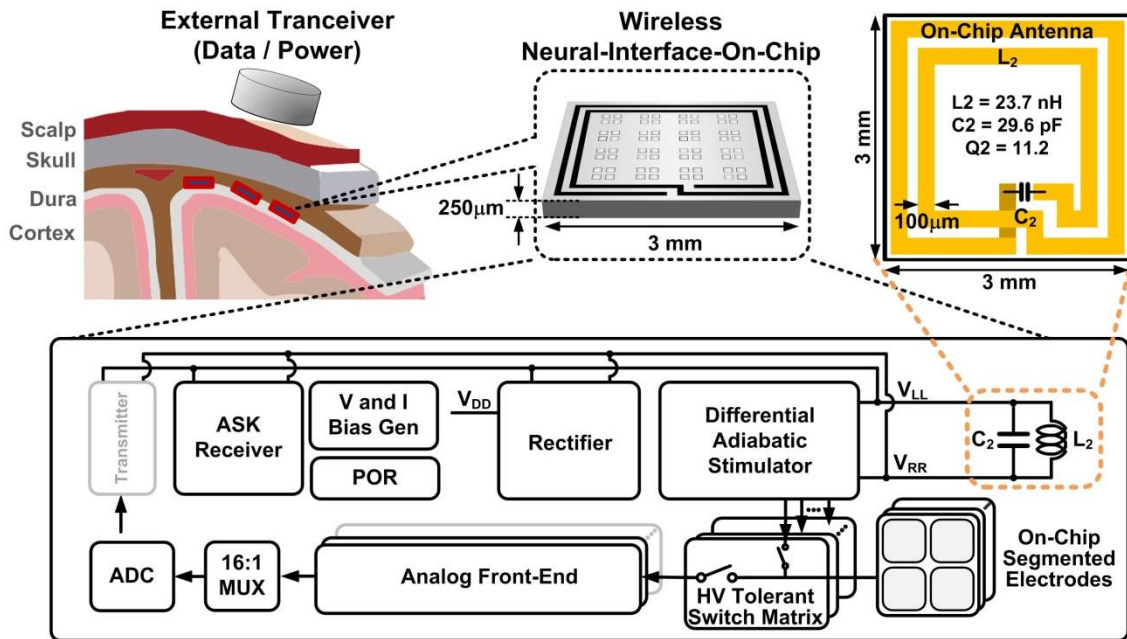 External Tranceiver
(Data / Power)
Scalp
Skull
Dura
Cortex
Wireless
Neural-Interface-On-Chip
250μm
3 mm
On-Chip Antenna
L₂
L2 = 23.7 nH
C2 = 29.6 pF
Q2 = 11.2
3 mm
100μm
C₂
3 mm
Transmitter
ASK
Receiver
V and I
Bias Gen
POR
V_DD
Rectifier
Differential
Adiabatic
Stimulator
V_LL
V_RR
C₂
L₂
ADC
16:1
MUX
Analog Front-End
HV Tolerant
Switch Matrix
On-Chip
Segmented
Electrodes